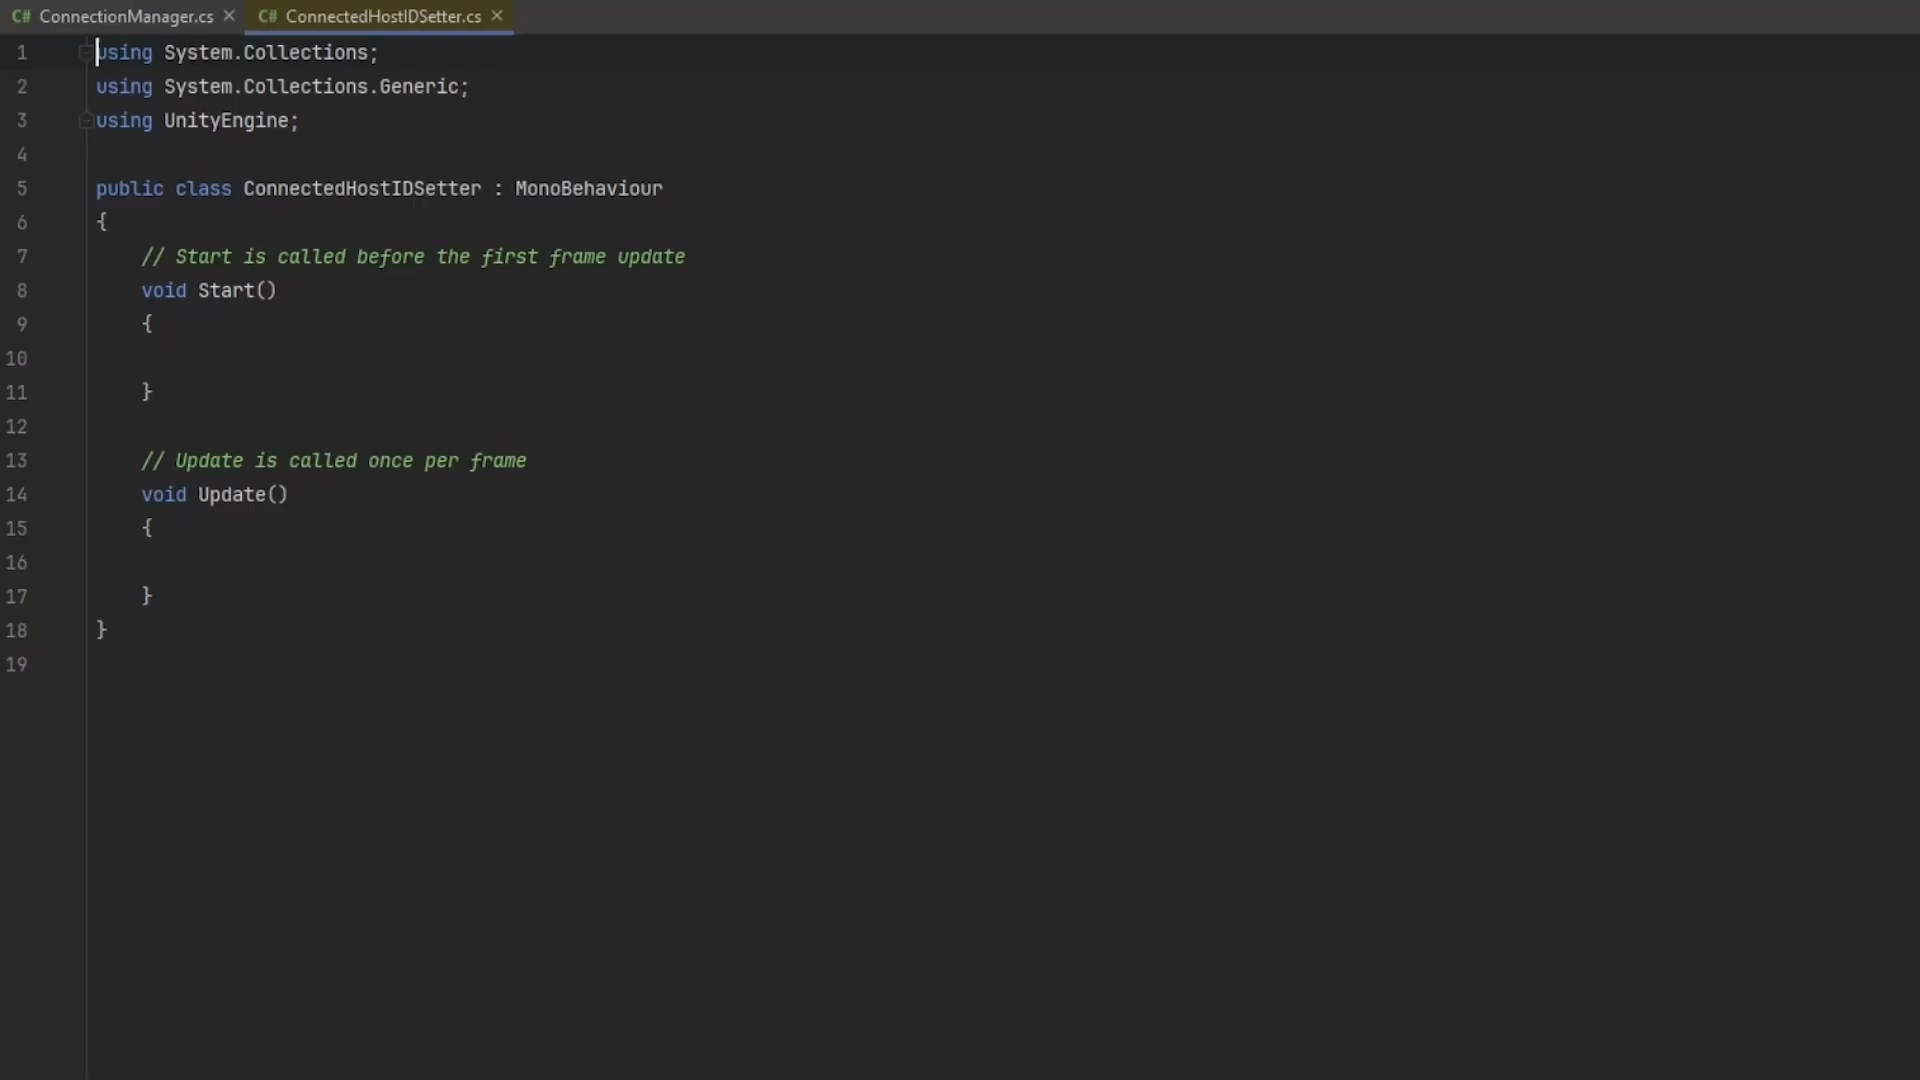 C# ConnectionManager.cs × C# ConnectedHostIDSetter.cs ×
1 using System.Collections;
2 using System.Collections.Generic;
3 using UnityEngine;
4
5 public class ConnectedHostIDSetter : MonoBehaviour
6 {
7 // Start is called before the first frame update
8 void Start()
9 {
10
11 }
12
13 // Update is called once per frame
14 void Update()
15 {
16
17 }
18 }
19